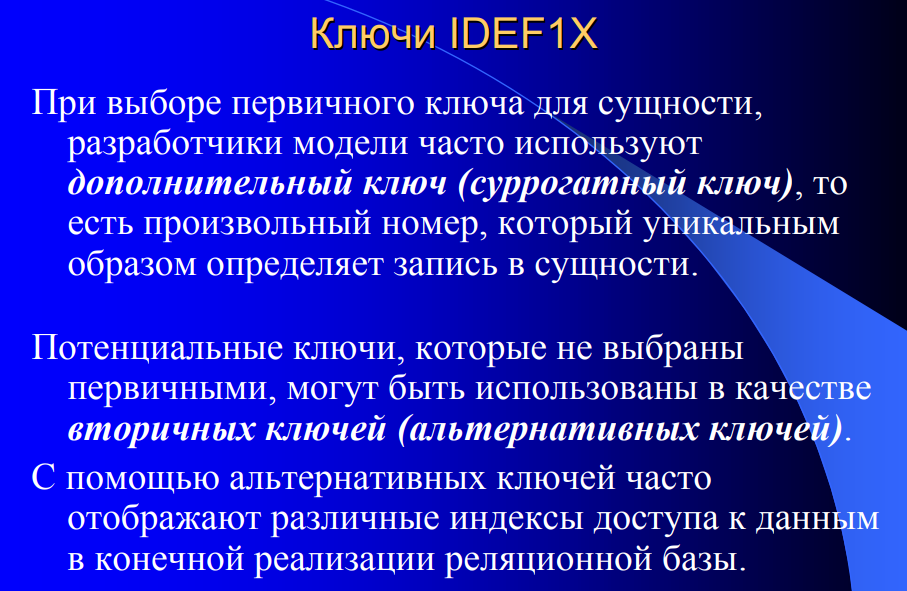 Ключи IDEF1X
При выборе первичного ключа для сущности,
разработчики модели часто используют
дополнительный ключ (суррогатный ключ), то
есть произвольный номер, который уникальным
образом определяет запись в сущности.
Потенциальные ключи, которые не выбраны
первичными, могут быть использованы в качестве
вторичных ключей (альтернативных ключей).
С помощью альтернативных ключей часто
отображают различные индексы доступа к данным
в конечной реализации реляционной базы.